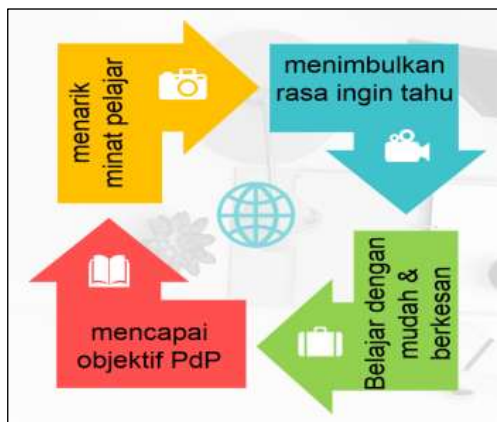 menarik
minat pelajar
menimbulkan
rasa ingin tahu
Belajar dengan
mudah &
berkesan
mencapai
objektif PdP